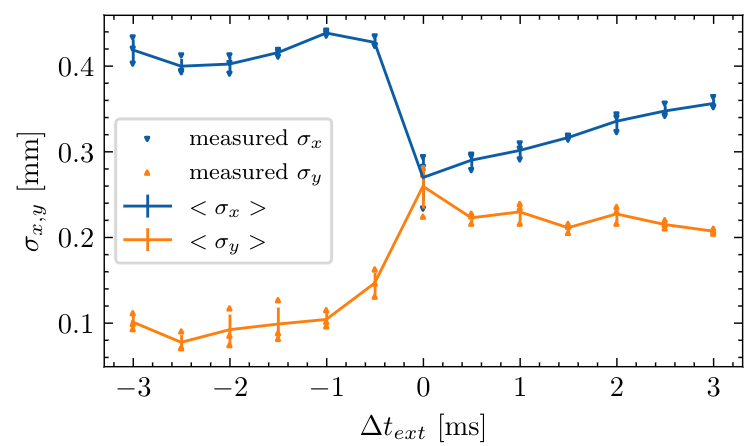 0.4
0.3
0.2
0.1
σx,y [mm]
measured σx
measured σy
< σx >
< σy >
−3 −2 −1 0 1 2 3
Δtext [ms]